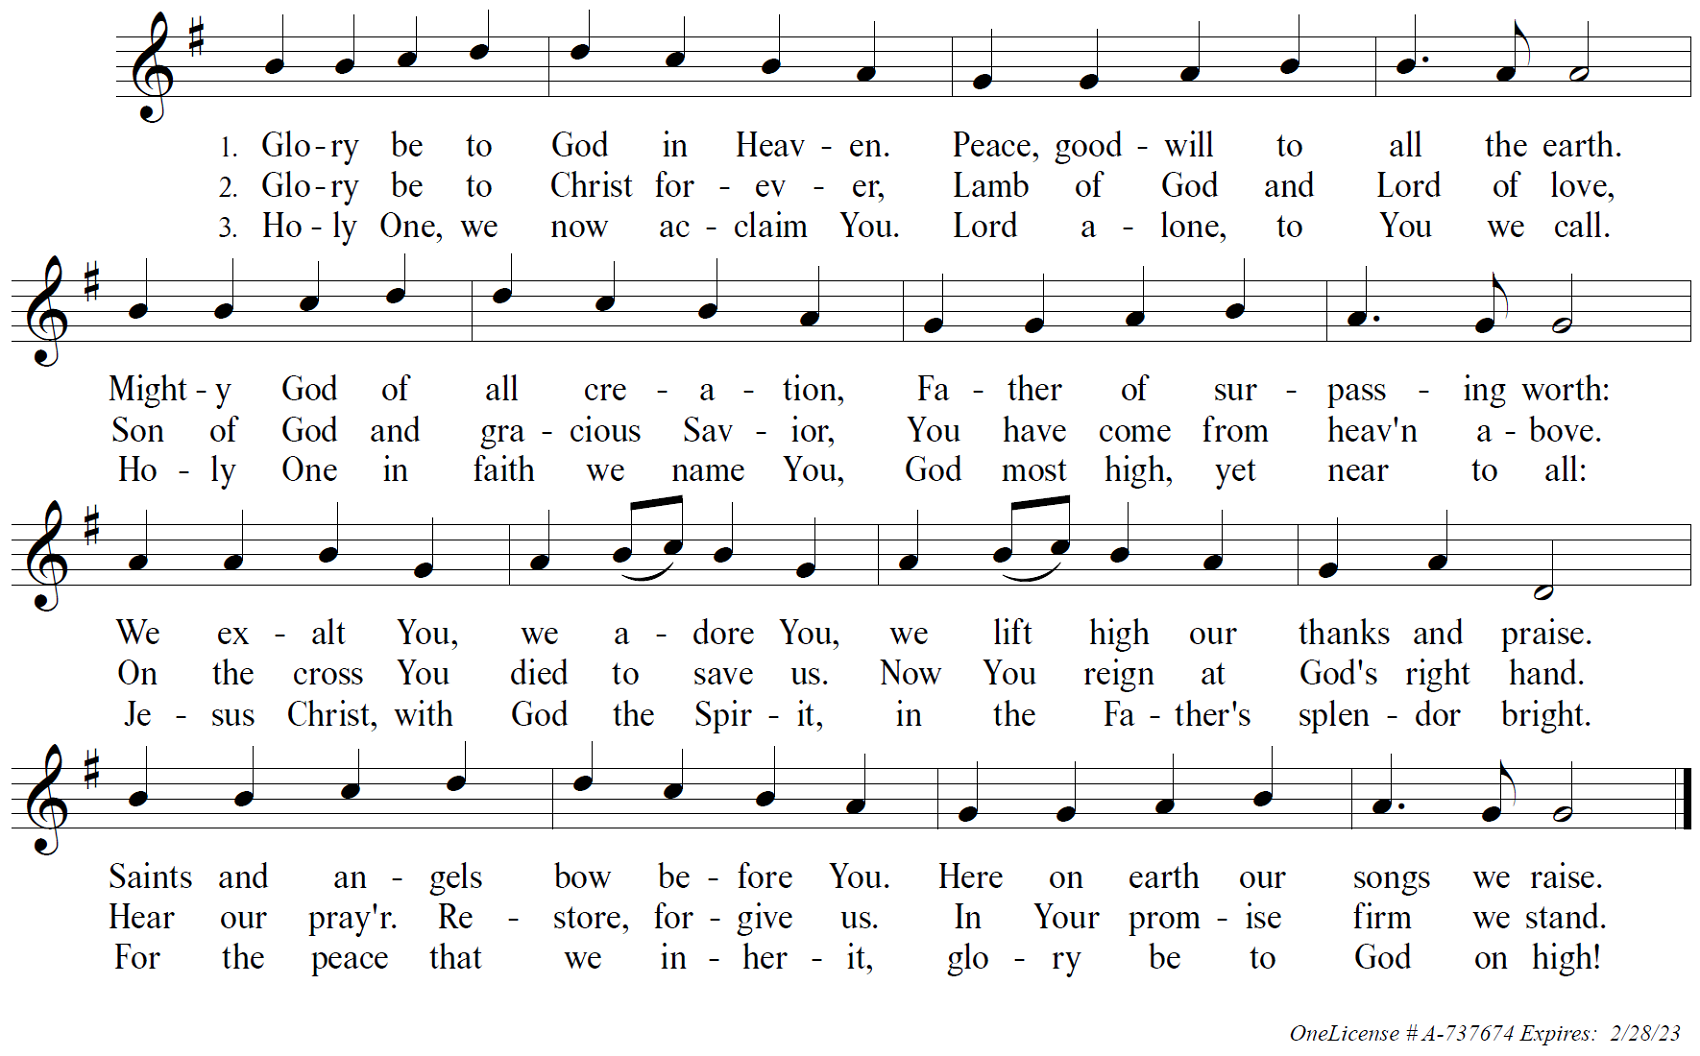 1. Glo-ry be to God in Heav - en. Peace, good - will to all the earth.
2. Glo-ry be to Christ for - ev - er, Lamb of God and Lord of love,
3. Ho - ly One, we now ac - claim You. Lord a - lone, to You we call.
Might - y God of all cre - a - tion, Fa - ther of sur - pass - ing worth:
Son of God and gra - cious Sav - ior, You have come from heav'n a - bove.
Ho - ly One in faith we name You, God most high, yet near to all:
We ex - alt You, we a - dore You, we lift high our thanks and praise.
On the cross You died to save us. Now You reign at God's right hand.
Je - sus Christ, with God the Spir - it, in the Fa - ther's splen - dor bright.
Saints and an - gels bow be - fore You. Here on earth our songs we raise.
Hear our pray'r. Re - store, for - give us. In Your prom - ise firm we stand.
For the peace that we in - her - it, glo - ry be to God on high!
OneLicense # A-737674 Expires: 2/28/23